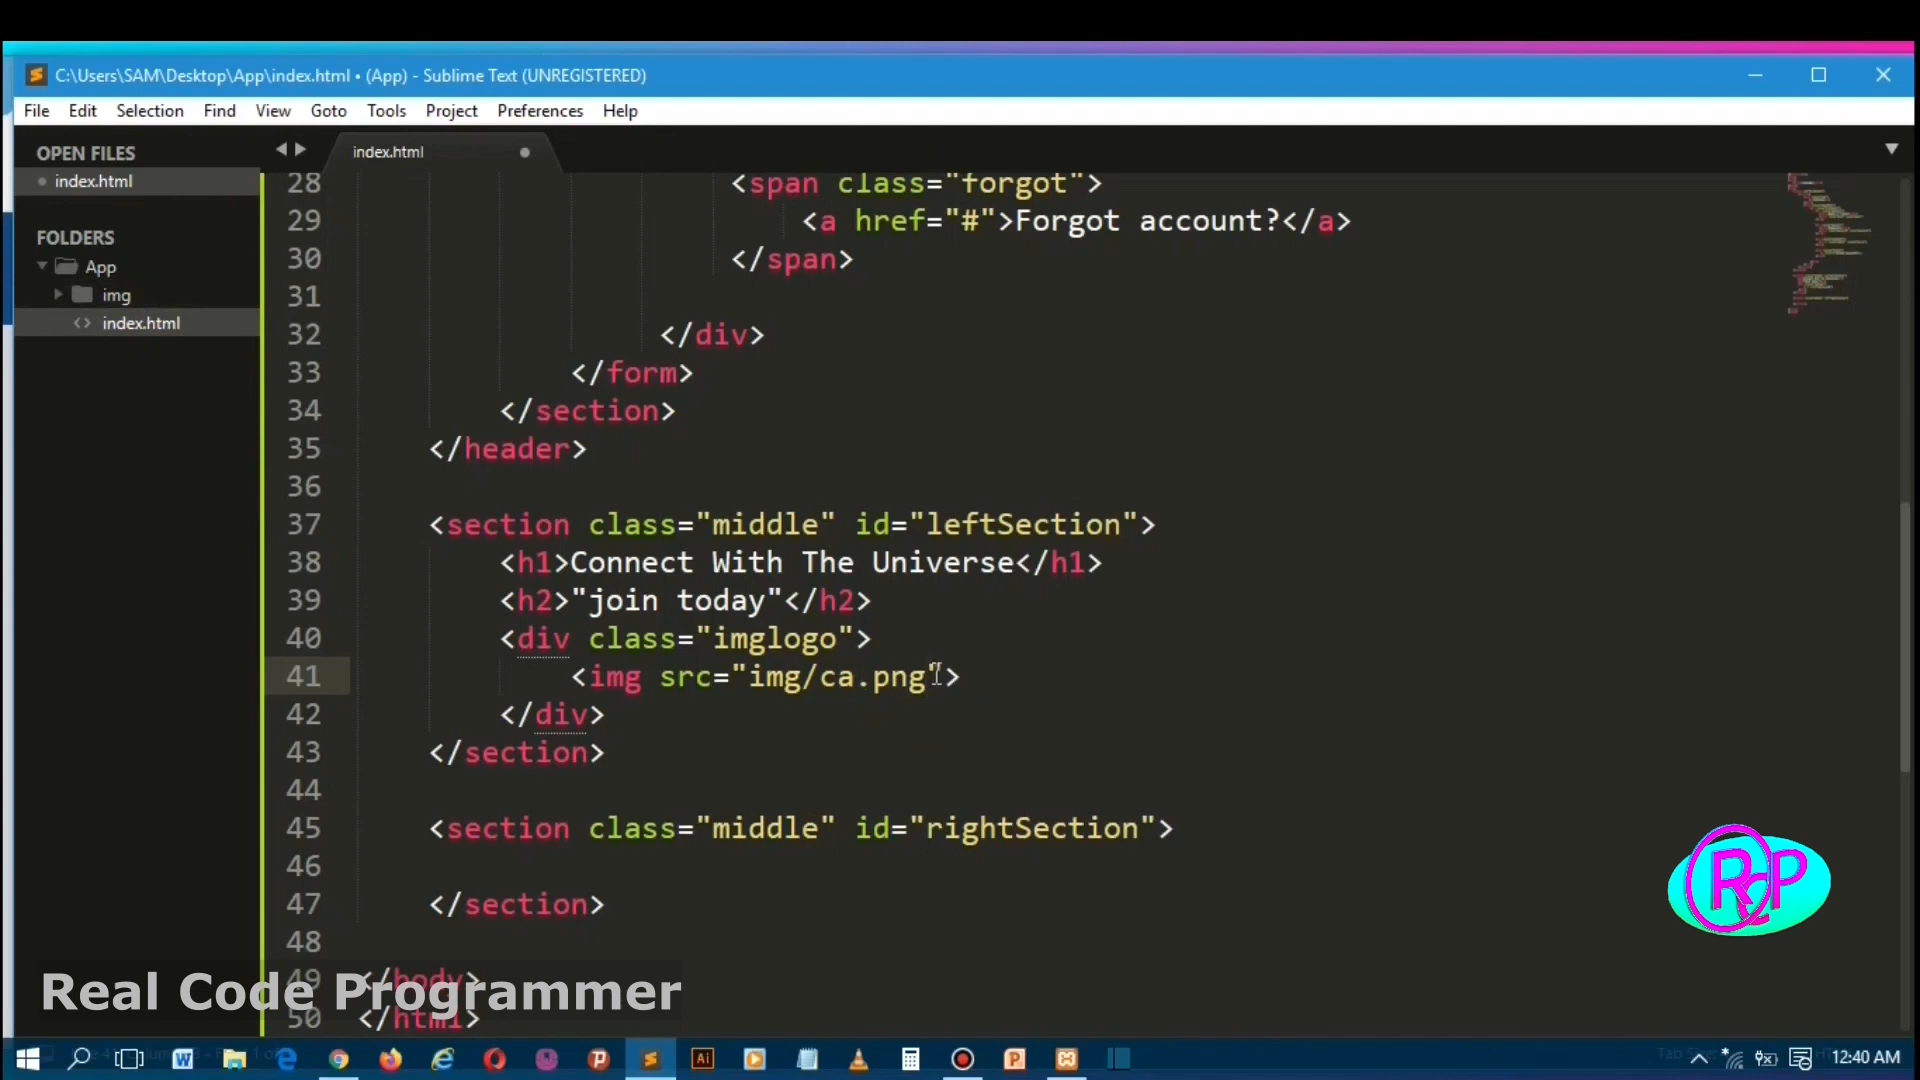 C:\Users\SAM\Desktop\App\index.html • (App) - Sublime Text (UNREGISTERED)
File Edit Selection Find View Goto Tools Project Preferences Help
OPEN FILES
index.html
FOLDERS
App
img
index.html
index.html
28 <span class="forgot">
29 <a href="#">Forgot account?</a>
30 </span>
31
32 </div>
33 </form>
34 </section>
35 </header>
36
37 <section class="middle" id="leftSection">
38 <h1>Connect With The Universe</h1>
39 <h2>"join today"</h2>
40 <div class="imglogo">
41 <img src="img/ca.png">
42 </div>
43 </section>
44
45 <section class="middle" id="rightSection">
46
47 </section>
48
49 </body>
50 </html>
Real Code Programmer
RCP
12:40 AM